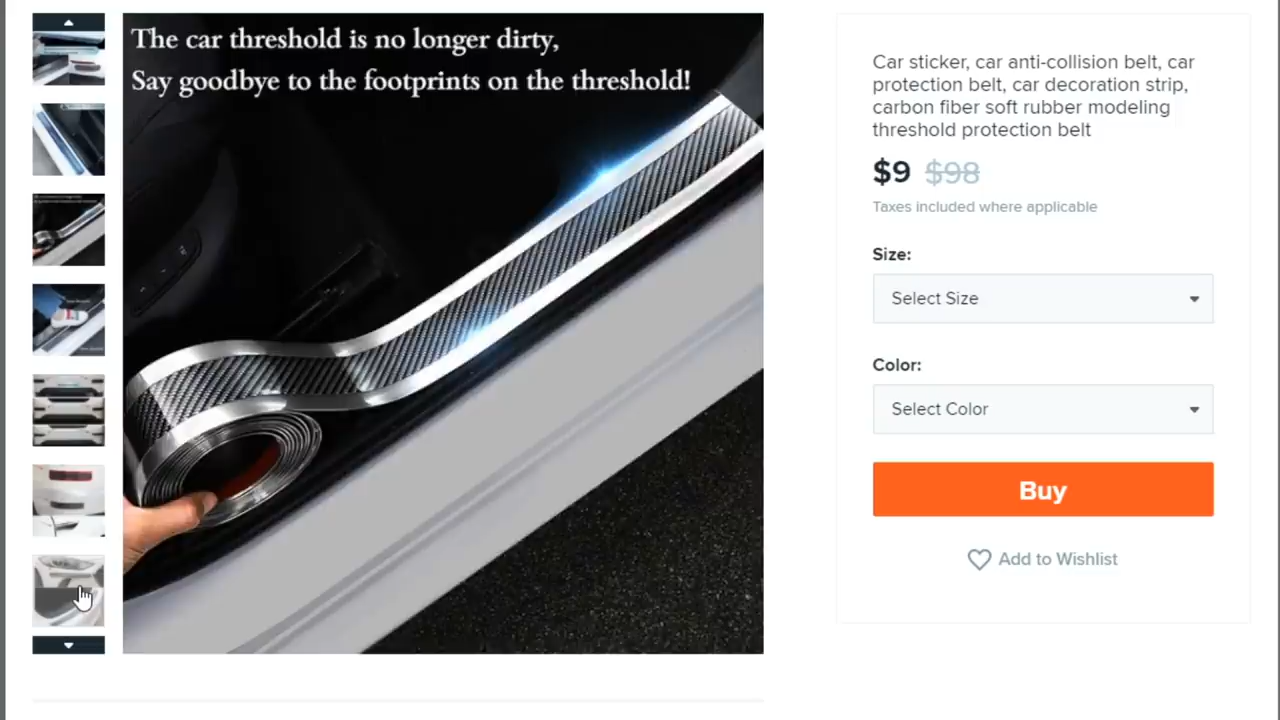 The car threshold is no longer dirty,
Say goodbye to the footprints on the threshold!
Car sticker, car anti-collision belt, car
protection belt, car decoration strip,
carbon fiber soft rubber modeling
threshold protection belt
$9 $98
Taxes included where applicable
Size:
Select Size
Color:
Select Color
Buy
Add to Wishlist